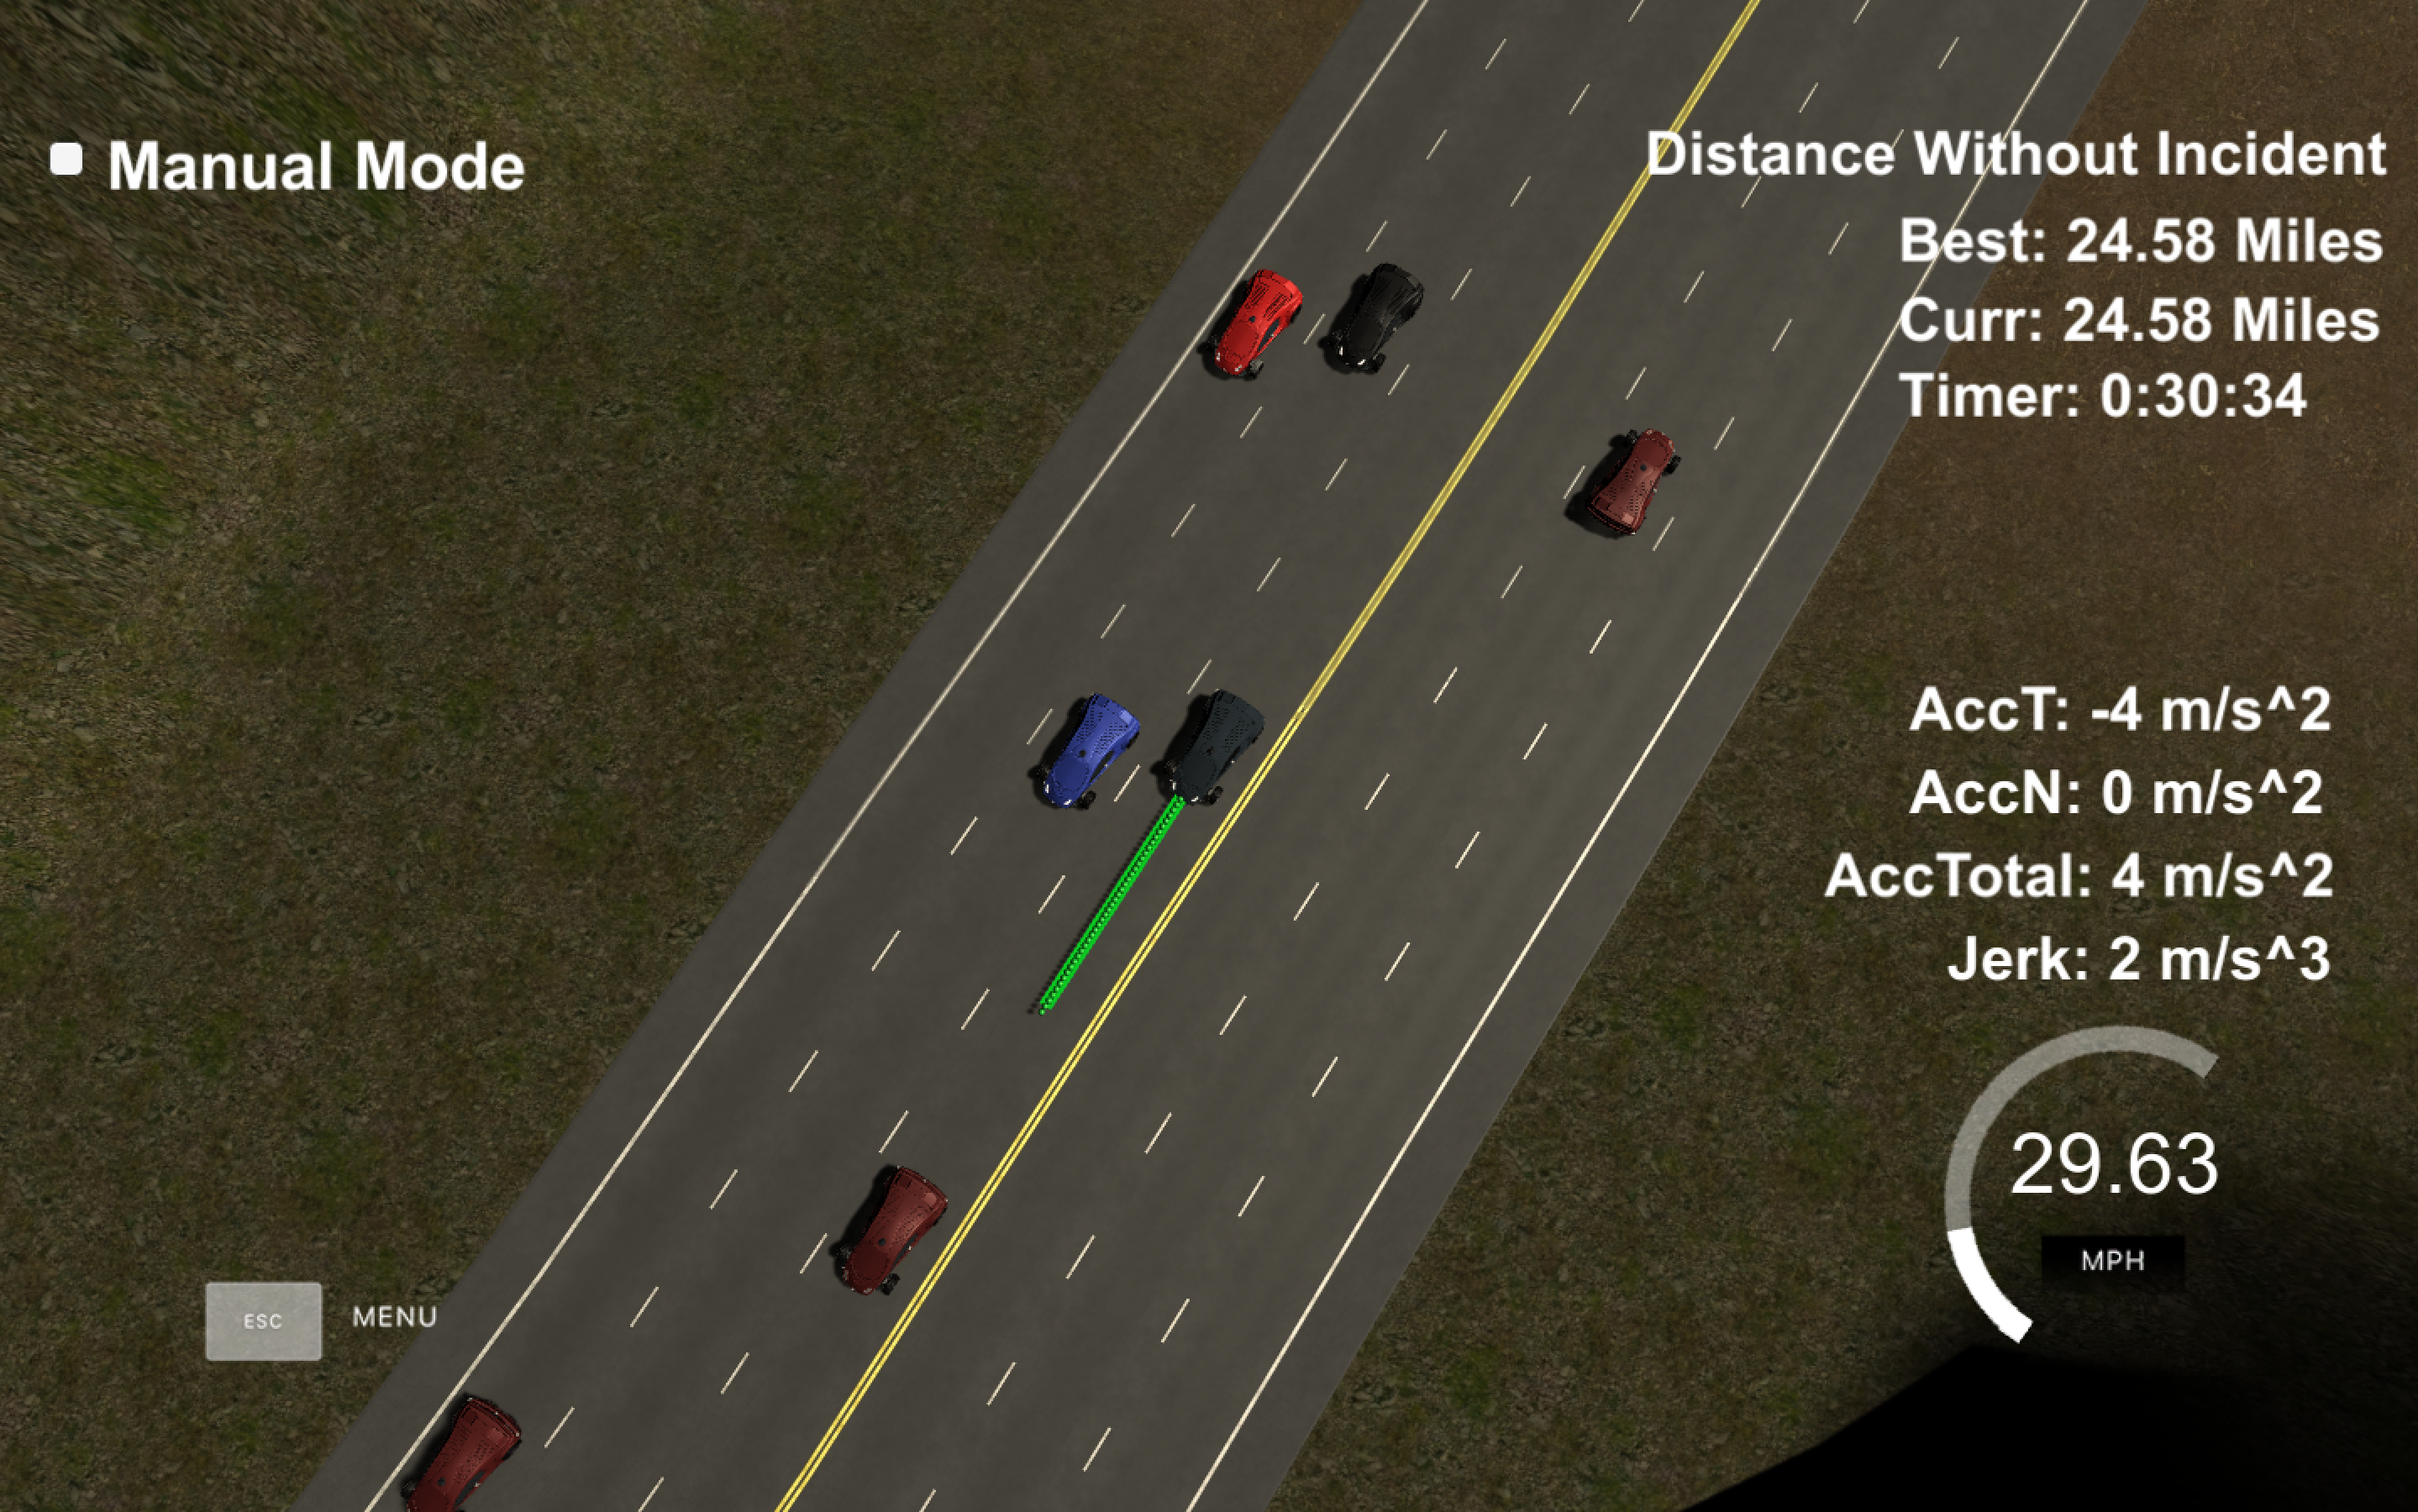 Manual Mode
Distance Without Incident
Best: 24.58 Miles
Curr: 24.58 Miles
Timer: 0:30:34
AccT: -4 m/s^2
AccN: 0 m/s^2
AccTotal: 4 m/s^2
Jerk: 2 m/s^3
29.63
MPH
ESC MENU